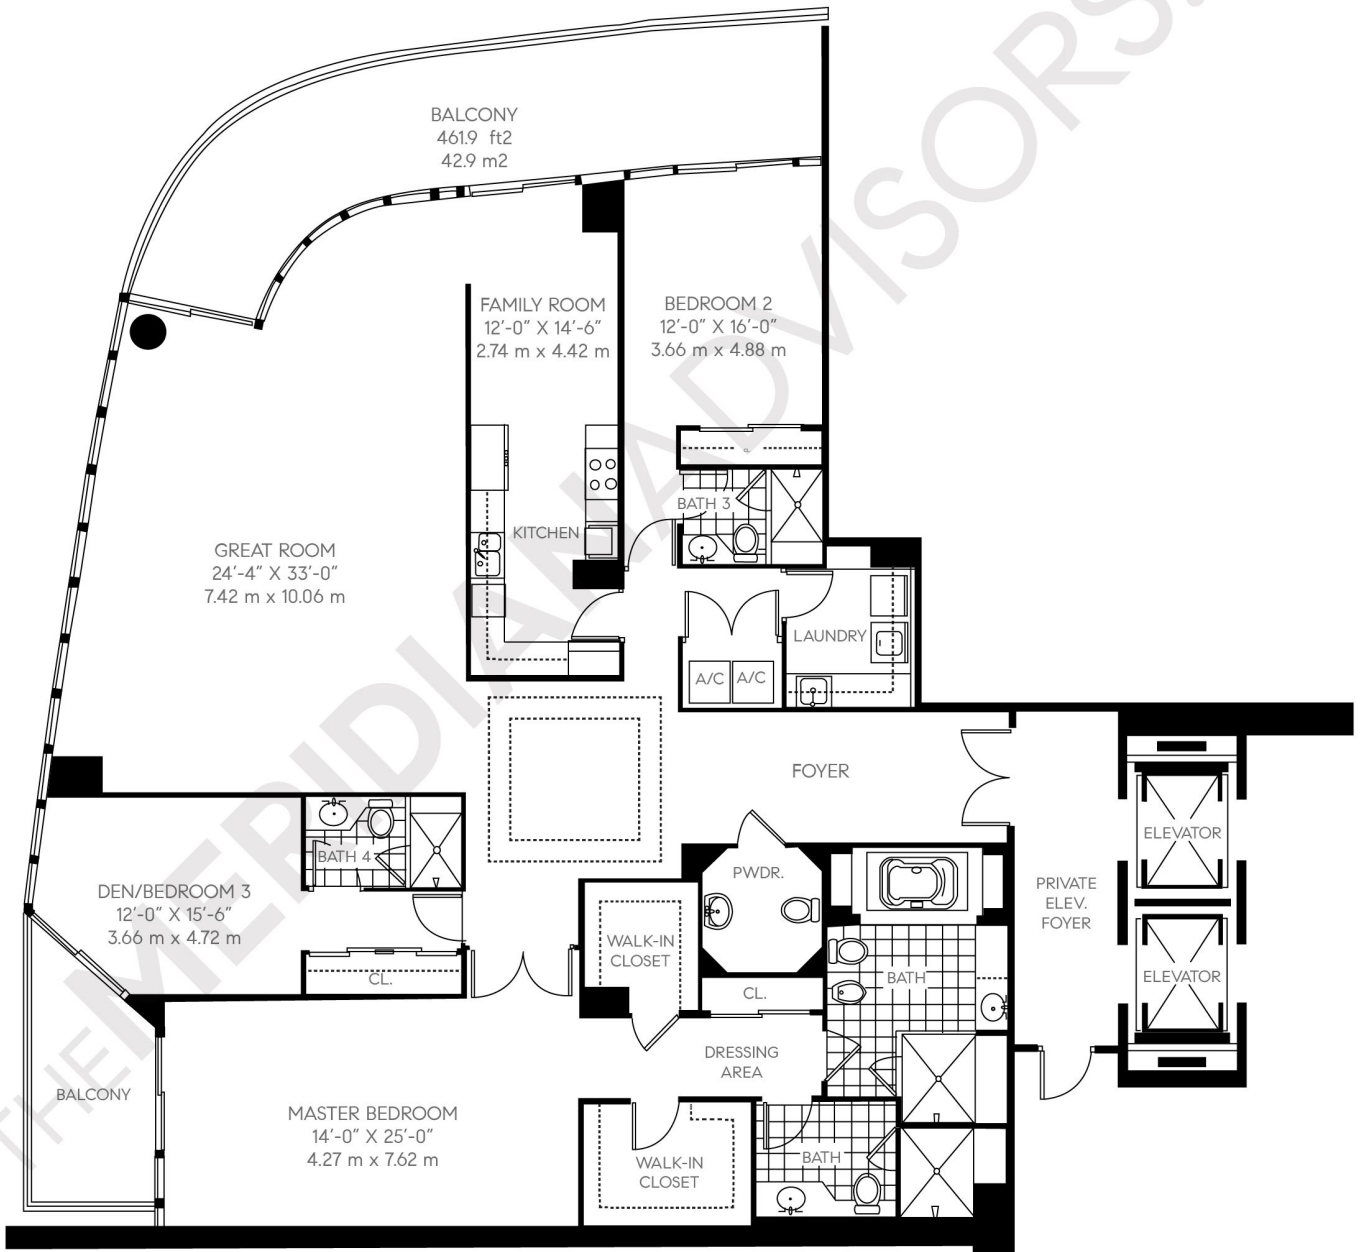 BALCONY
461.9 ft2
42.9 m2
FAMILY ROOM
12'-0" X 14'-6"
2.74 m x 4.42 m
BEDROOM 2
12'-0" X 16'-0"
3.66 m x 4.88 m
BATH 3
KITCHEN
GREAT ROOM
24'-4" X 33'-0"
7.42 m x 10.06 m
LAUNDRY
A/C
A/C
FOYER
ELEVATOR
BATH 4
PWDR.
DEN/BEDROOM 3
12'-0" X 15'-6"
3.66 m x 4.72 m
PRIVATE
ELEV.
FOYER
WALK-IN
CLOSET
CL.
CL.
BATH
ELEVATOR
DRESSING
AREA
BALCONY
MASTER BEDROOM
14'-0" X 25'-0"
4.27 m x 7.62 m
WALK-IN
CLOSET
BATH
THEMERIDIANADVISORS.